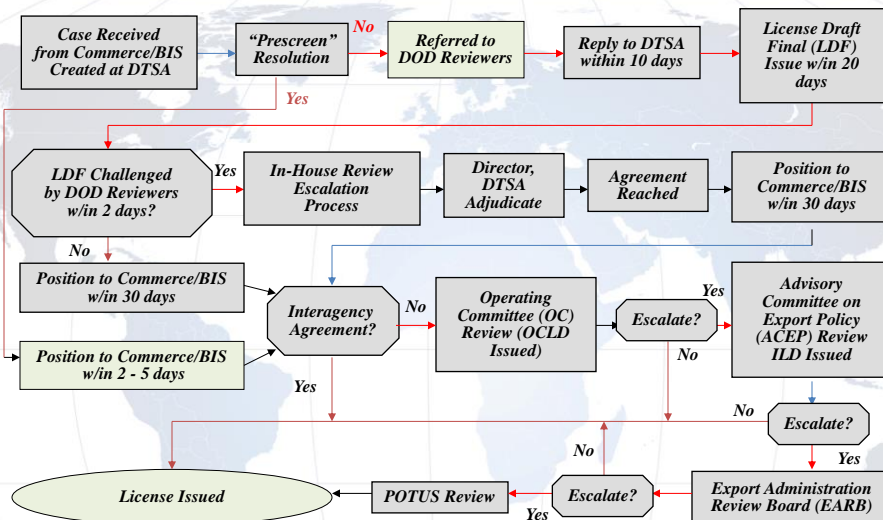 Case Received
from Commerce/BIS
Created at DTSA
“Prescreen”
Resolution
No
Referred to
DOD Reviewers
Reply to DTSA
within 10 days
License Draft
Final (LDF)
Issue w/in 20
days
Yes
LDF Challenged
by DOD Reviewers
w/in 2 days?
Yes
In-House Review
Escalation
Process
Director,
DTSA
Adjudicate
Agreement
Reached
Position to
Commerce/BIS
w/in 30 days
No
Position to Commerce/BIS
w/in 30 days
Interagency
Agreement?
No
Operating
Committee (OC)
Review (OCLD
Issued)
Escalate?
Yes
Advisory
Committee on
Export Policy
(ACEP) Review
ILD Issued
Position to Commerce/BIS
w/in 2 - 5 days
Yes
No
No
Escalate?
Yes
No
License Issued
POTUS Review
Yes
Escalate?
Export Administration
Review Board (EARB)